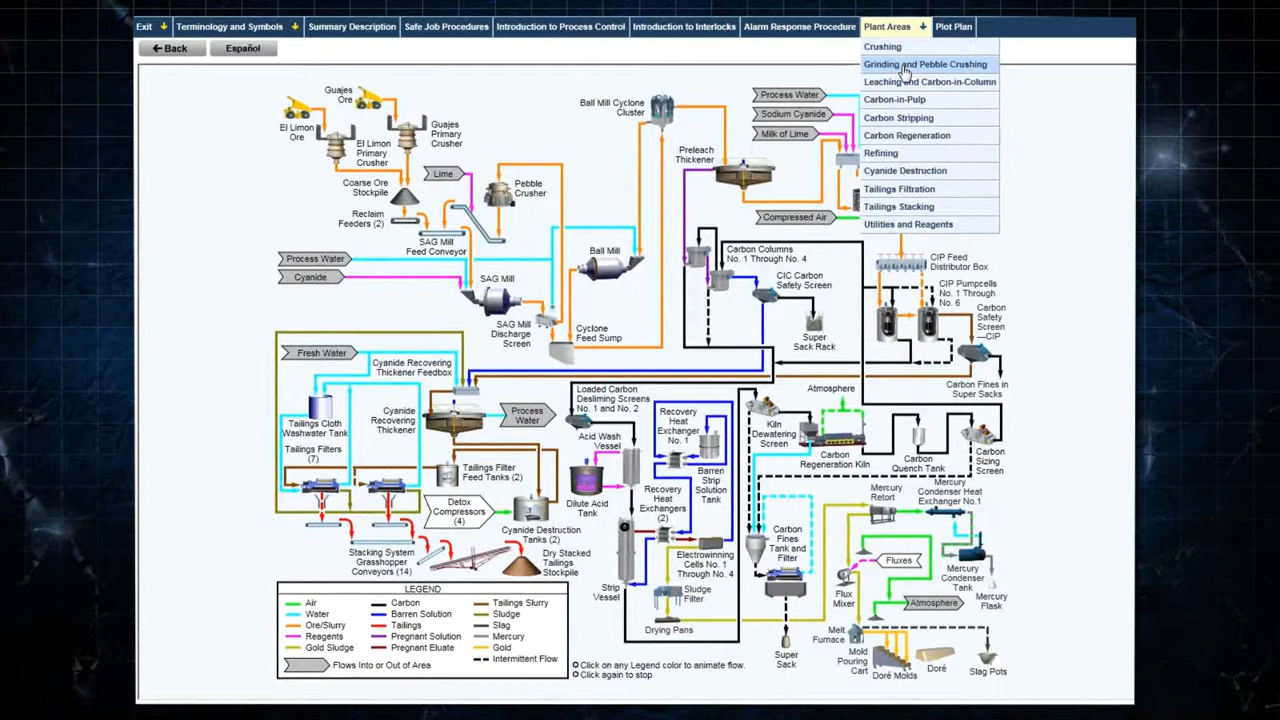 Exit
Terminology and Symbols
Summary Description
Safe Job Procedures
Introduction to Process Control
Introduction to Interlocks
Alarm Response Procedure
Plant Areas
Plot Plan
Back
Español
Crushing
Grinding and Pebble Crushing
Leaching and Carbon-in-Column
Carbon-in-Pulp
Carbon Stripping
Carbon Regeneration
Refining
Cyanide Destruction
Tailings Filtration
Tailings Stacking
Utilities and Reagents
Guajes
Ore
El Limon
Ore
Guajes
Primary
Crusher
El Limon
Primary
Crusher
Coarse Ore
Stockpile
Lime
Pebble
Crusher
Reclaim
Feeders (2)
SAG Mill
Feed Conveyor
Process Water
Cyanide
SAG Mill
SAG Mill
Discharge
Screen
Ball Mill
Cyclone
Feed Sump
Ball Mill Cyclone
Cluster
Preleach
Thickener
Process Water
Sodium Cyanide
Milk of Lime
Compressed Air
Carbon Columns
No. 1 Through No. 4
CIC Carbon
Safety Screen
Super
Sack Rack
CIP Feed
Distributor Box
CIP Pumpcells
No. 1 Through
No. 6
Carbon
Safety
Screen
—CIP
Carbon Fines in
Super Sacks
Fresh Water
Cyanide Recovering
Thickener Feedbox
Tailings Cloth
Washwater Tank
Cyanide
Recovering
Thickener
Process
Water
Tailings Filters
(7)
Tailings Filter
Feed Tanks (2)
Detox
Compressors
(4)
Cyanide Destruction
Tanks (2)
Stacking System
Grasshopper
Conveyors (14)
Dry Stacked
Tailings
Stockpile
Loaded Carbon
Desliming Screens
No. 1 and No. 2
Acid Wash
Vessel
Dilute Acid
Tank
Recovery
Heat
Exchanger
No. 1
Barren
Strip
Solution
Tank
Recovery
Heat
Exchangers
(2)
Strip
Vessel
Electrowinning
Cells No. 1
Through No. 4
Sludge
Filter
Drying Pans
Kiln
Dewatering
Screen
Atmosphere
Carbon
Regeneration Kiln
Carbon
Quench Tank
Carbon
Sizing
Screen
Carbon
Fines
Tank and
Filter
Super
Sack
Mercury
Retort
Mercury
Condenser Heat
Exchanger No.1
Fluxes
Flux
Mixer
Mercury
Condenser
Tank
Mercury
Flask
Atmosphere
Melt
Furnace
Mold
Pouring
Cart
Doré Molds
Doré
Slag Pots
LEGEND
Air
Water
Ore/Slurry
Reagents
Gold Sludge
Carbon
Barren Solution
Tailings
Pregnant Solution
Pregnant Eluate
Tailings Slurry
Sludge
Slag
Mercury
Gold
Intermittent Flow
Flows Into or Out of Area
Click on any Legend color to animate flow.
Click again to stop.